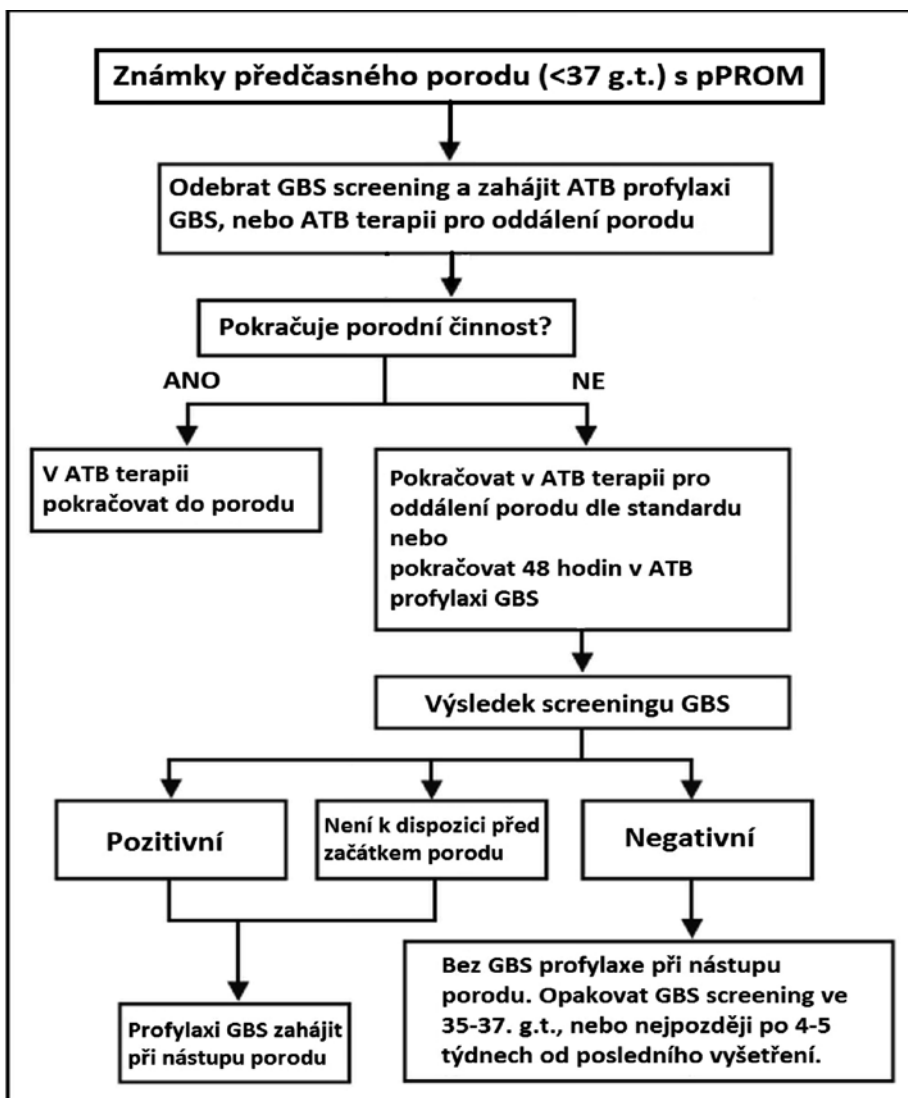 Známky předčasného porodu (<37 g.t.) s pPROM
Odebrat GBS screening a zahájit ATB profylaxi
GBS, nebo ATB terapii pro oddálení porodu
Pokračuje porodní činnost?
ANO
NE
V ATB terapii
pokračovat do porodu
Pokračovat v ATB terapii pro
oddálení porodu dle standardu
nebo
pokračovat 48 hodin v ATB
profylaxi GBS
Výsledek screeningu GBS
Pozitivní
Není k dispozici před
začátkem porodu
Negativní
Profylaxi GBS zahájit
při nástupu porodu
Bez GBS profylaxe při nástupu
porodu. Opakovat GBS screening ve
35-37. g.t., nebo nejpozději po 4-5
týdnech od posledního vyšetření.